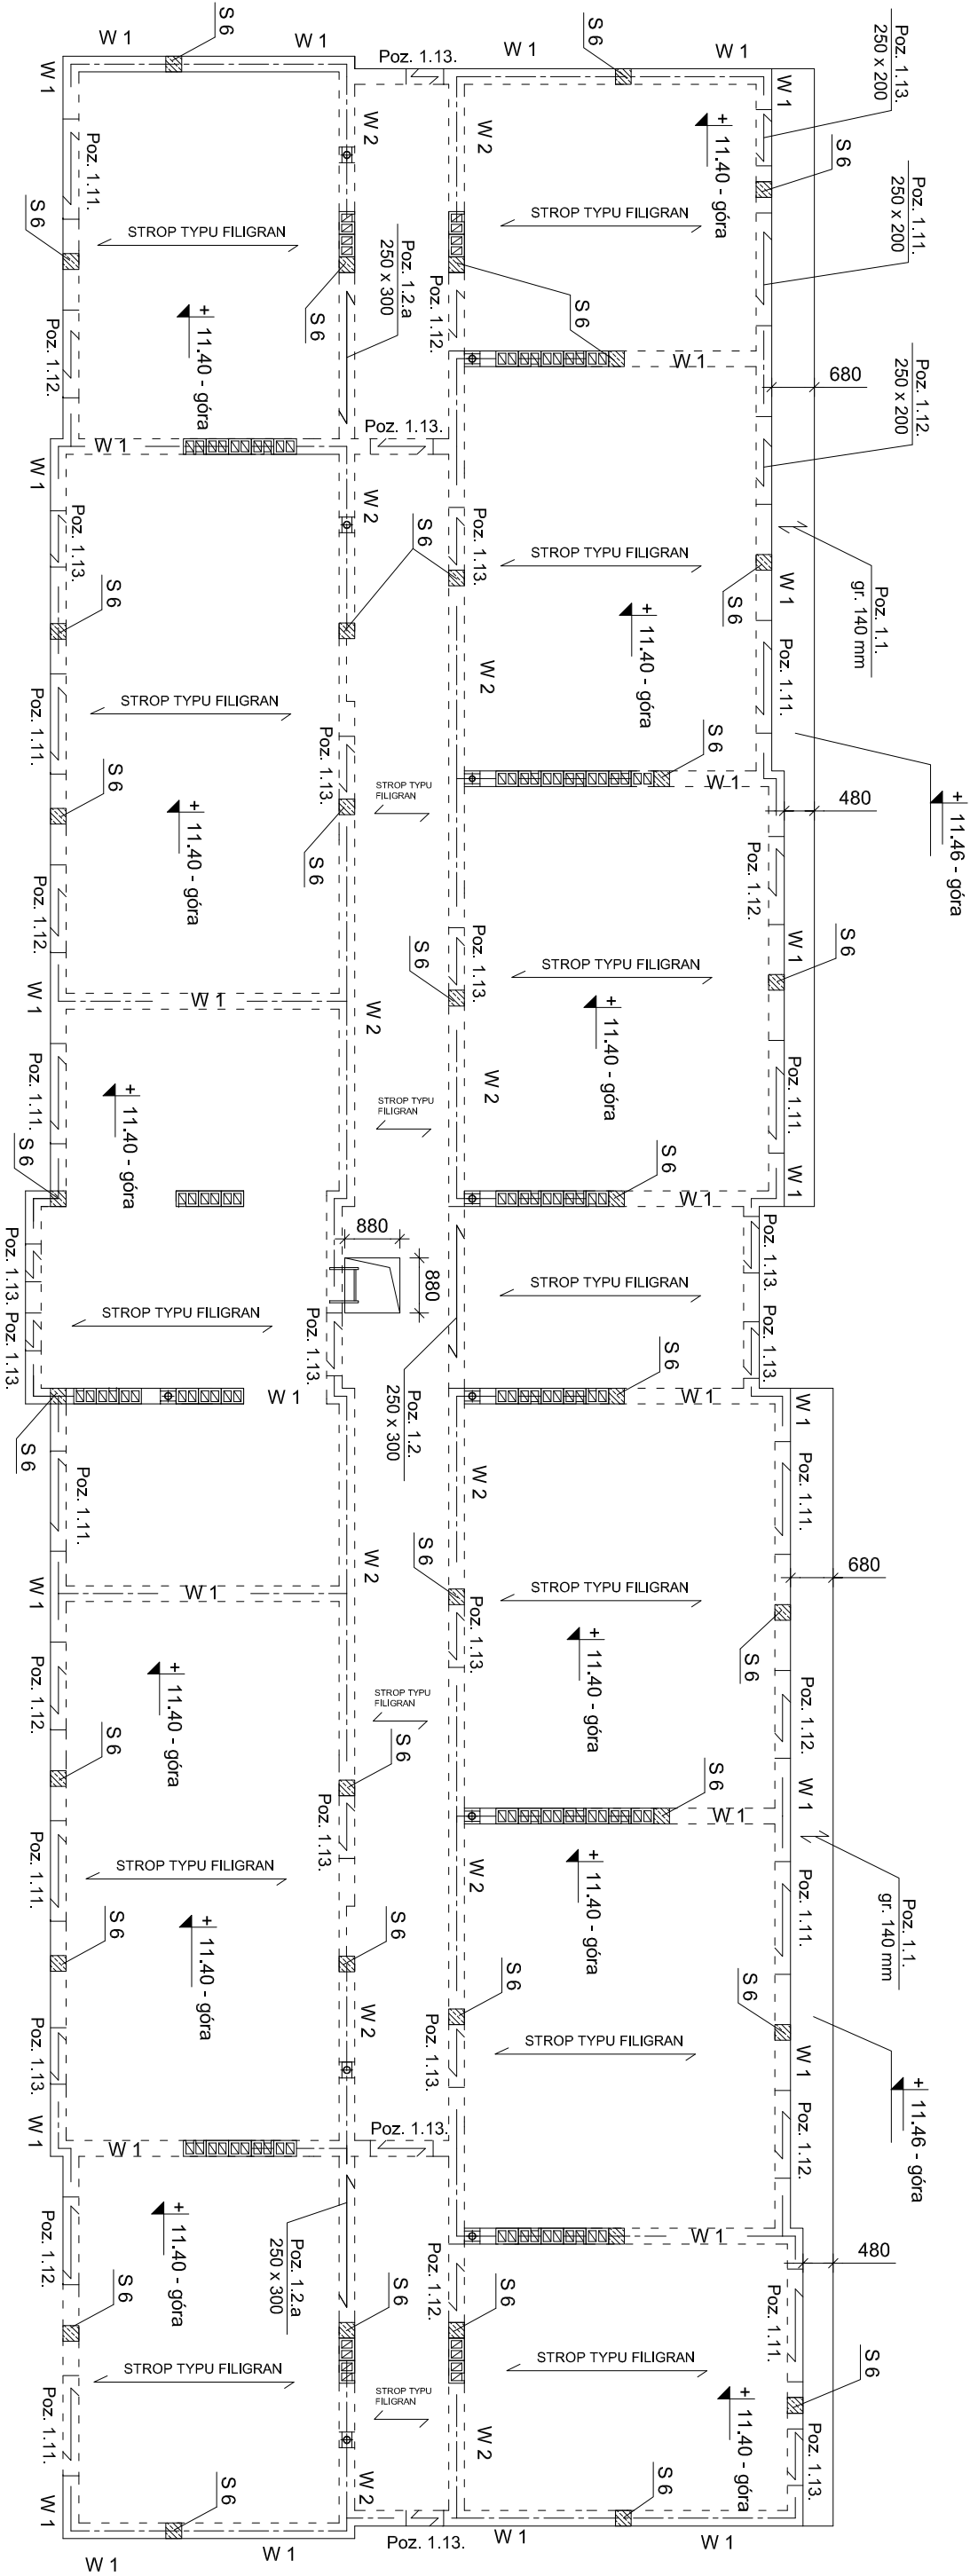 S 6
W 1
W 1
W 1
Poz. 1.13.
W 1
S 6
W 1
W 1
Poz. 1.13.
250 x 200
W 2
W 2
+ 11.40 - góra
S 6
Poz. 1.11.
250 x 200
Poz. 1.11.
S 6
STROP TYPU FILIGRAN
STROP TYPU FILIGRAN
Poz. 1.2.a
250 x 300
S 6
Poz. 1.12.
S 6
+ 11.40 - góra
Poz. 1.12.
W 1
680
Poz. 1.12.
250 x 200
Poz. 1.13.
W 1
W 1
W 2
Poz. 1.13.
S 6
Poz. 1.13.
STROP TYPU FILIGRAN
S 6
S 6
W 1
Poz. 1.1.
gr. 140 mm
+ 11.40 - góra
W 2
Poz. 1.11.
STROP TYPU FILIGRAN
Poz. 1.11.
S 6
Poz. 1.13.
S 6
STROP TYPU
FILIGRAN
S 6
W 1
480
+ 11.46 - góra
+ 11.40 - góra
S 6
Poz. 1.12.
Poz. 1.12.
Poz. 1.13.
S 6
STROP TYPU FILIGRAN
W 1
S 6
W 1
W 1
W 2
W 2
+ 11.40 - góra
Poz. 1.11.
+ 11.40 - góra
STROP TYPU
FILIGRAN
Poz. 1.11.
S 6
S 6
W 1
W 1
880
880
Poz. 1.13.
Poz. 1.13.
STROP TYPU FILIGRAN
STROP TYPU FILIGRAN
Poz. 1.13.
Poz. 1.13.
Poz. 1.13.
S 6
W 1
Poz. 1.2.
250 x 300
S 6
W 1
W 2
Poz. 1.11.
Poz. 1.11.
W 1
W 1
W 2
S 6
Poz. 1.13.
STROP TYPU FILIGRAN
680
S 6
+ 11.40 - góra
Poz. 1.12.
+ 11.40 - góra
STROP TYPU
FILIGRAN
Poz. 1.12.
S 6
S 6
S 6
W 1
W 1
Poz. 1.13.
Poz. 1.11.
STROP TYPU FILIGRAN
W 2
+ 11.40 - góra
Poz. 1.11.
Poz. 1.1.
gr. 140 mm
S 6
S 6
+ 11.40 - góra
S 6
S 6
Poz. 1.13.
W 2
Poz. 1.13.
STROP TYPU FILIGRAN
W 1
Poz. 1.12.
+ 11.46 - góra
W 1
W 1
Poz. 1.13.
W 1
Poz. 1.12.
+ 11.40 - góra
Poz. 1.2.a
250 x 300
480
S 6
S 6
Poz. 1.12.
S 6
Poz. 1.11.
STROP TYPU FILIGRAN
STROP TYPU FILIGRAN
S 6
STROP TYPU
FILIGRAN
+ 11.40 - góra
Poz. 1.11.
Poz. 1.13.
W 2
W 2
S 6
S 6
W 1
W 1
W 1
Poz. 1.13.
W 1
W 1